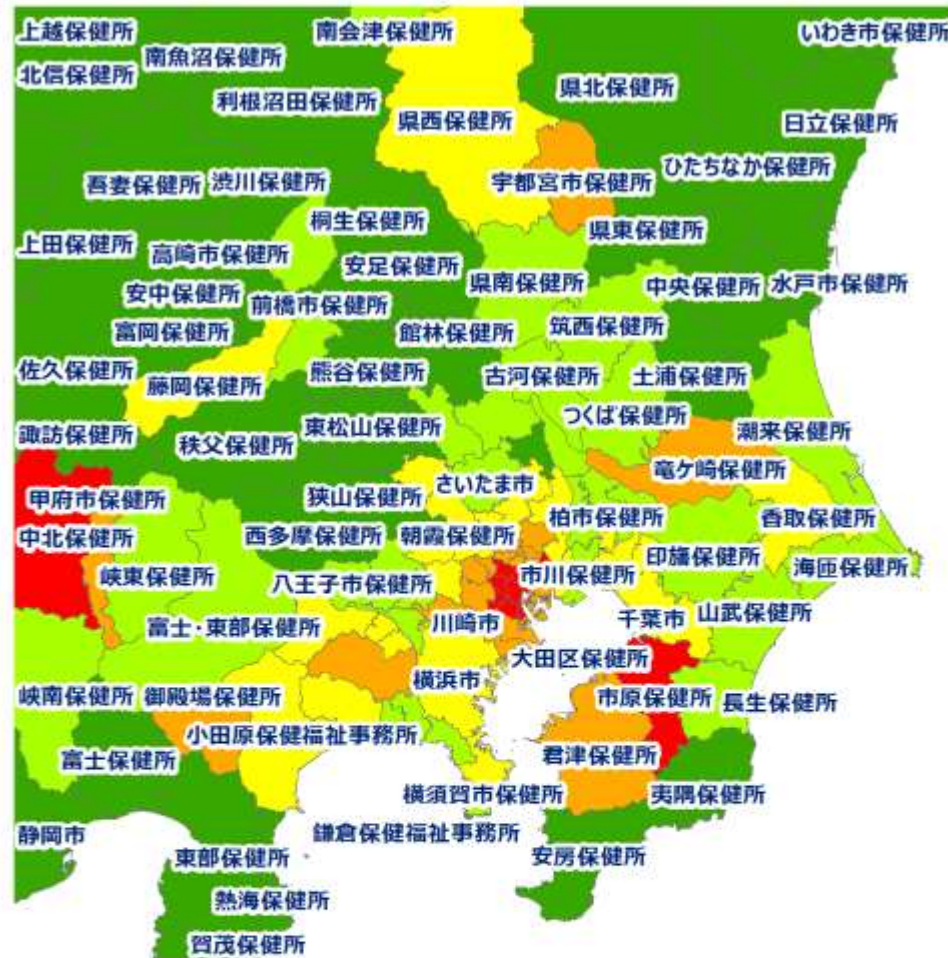 上越保健所
南会津保健所
いわき市保健所
南魚沼保健所
北信保健所
県北保健所
利根沼田保健所
県西保健所
日立保健所
ひたちなか保健所
吾妻保健所
渋川保健所
宇都宮市保健所
桐生保健所
県東保健所
上田保健所
高崎市保健所
安足保健所
県南保健所
中央保健所
水戸市保健所
安中保健所
前橋市保健所
富岡保健所
館林保健所
筑西保健所
佐久保健所
藤岡保健所
熊谷保健所
古河保健所
土浦保健所
つくば保健所
諏訪保健所
秩父保健所
東松山保健所
潮来保健所
竜ケ崎保健所
甲府市保健所
狭山保健所
さいたま市
柏市保健所
香取保健所
中北保健所
西多摩保健所
朝霞保健所
印旛保健所
海匝保健所
峡東保健所
八王子市保健所
市川保健所
富士・東部保健所
川崎市
千葉市
山武保健所
大田区保健所
横浜市
峡南保健所
御殿場保健所
市原保健所
長生保健所
小田原保健福祉事務所
富士保健所
君津保健所
横須賀市保健所
夷隅保健所
静岡市
鎌倉保健福祉事務所
東部保健所
安房保健所
熱海保健所
賀茂保健所